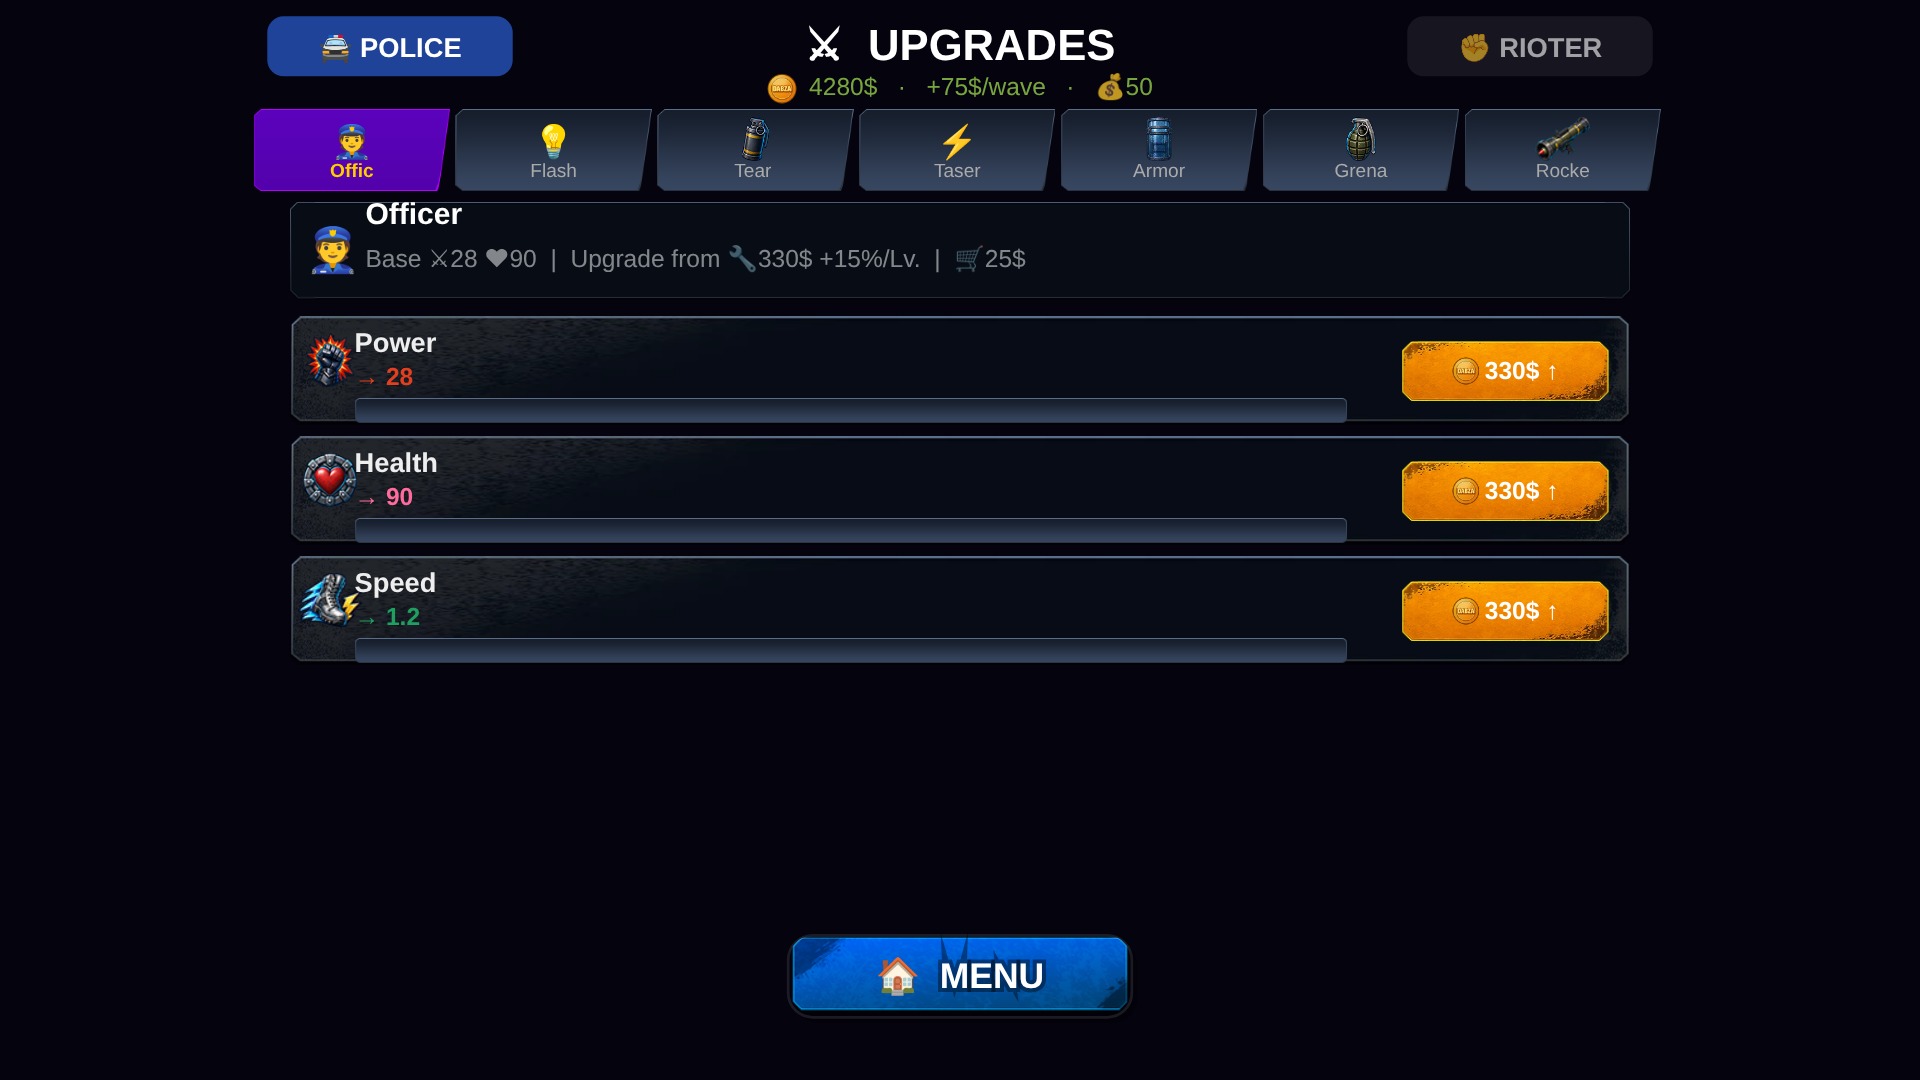 🚔 POLICE
⚔ UPGRADES
✊ RIOTER
4280$ · +75$/wave · 💰50
Offic
Flash
Tear
Taser
Armor
Grena
Rocke
Officer
Base ⚔28 ♥90 | Upgrade from 🔧330$ +15%/Lv. | 🛒25$
Power
→ 28
330$ ↑
Health
→ 90
330$ ↑
Speed
→ 1.2
330$ ↑
🏠 MENU